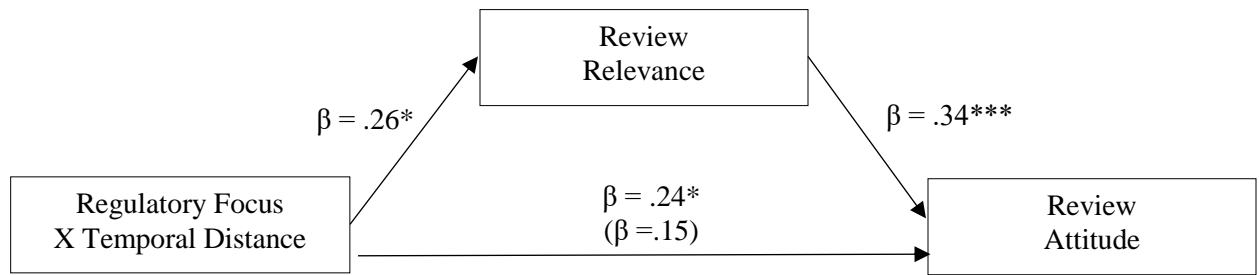 Review
Relevance
β = .26*
β = .34***
Regulatory Focus
X Temporal Distance
β = .24*
(β =.15)
Review
Attitude